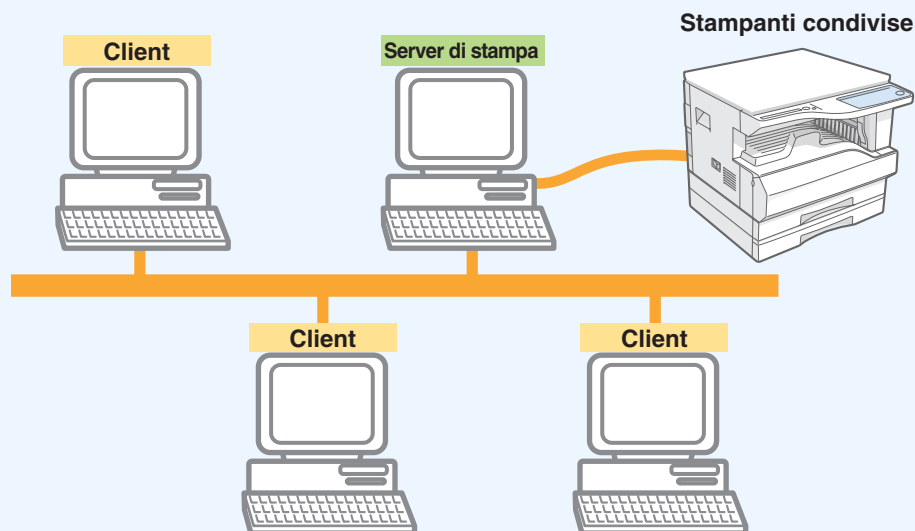 Stampanti condivise
Client
Server di stampa
Client
Client